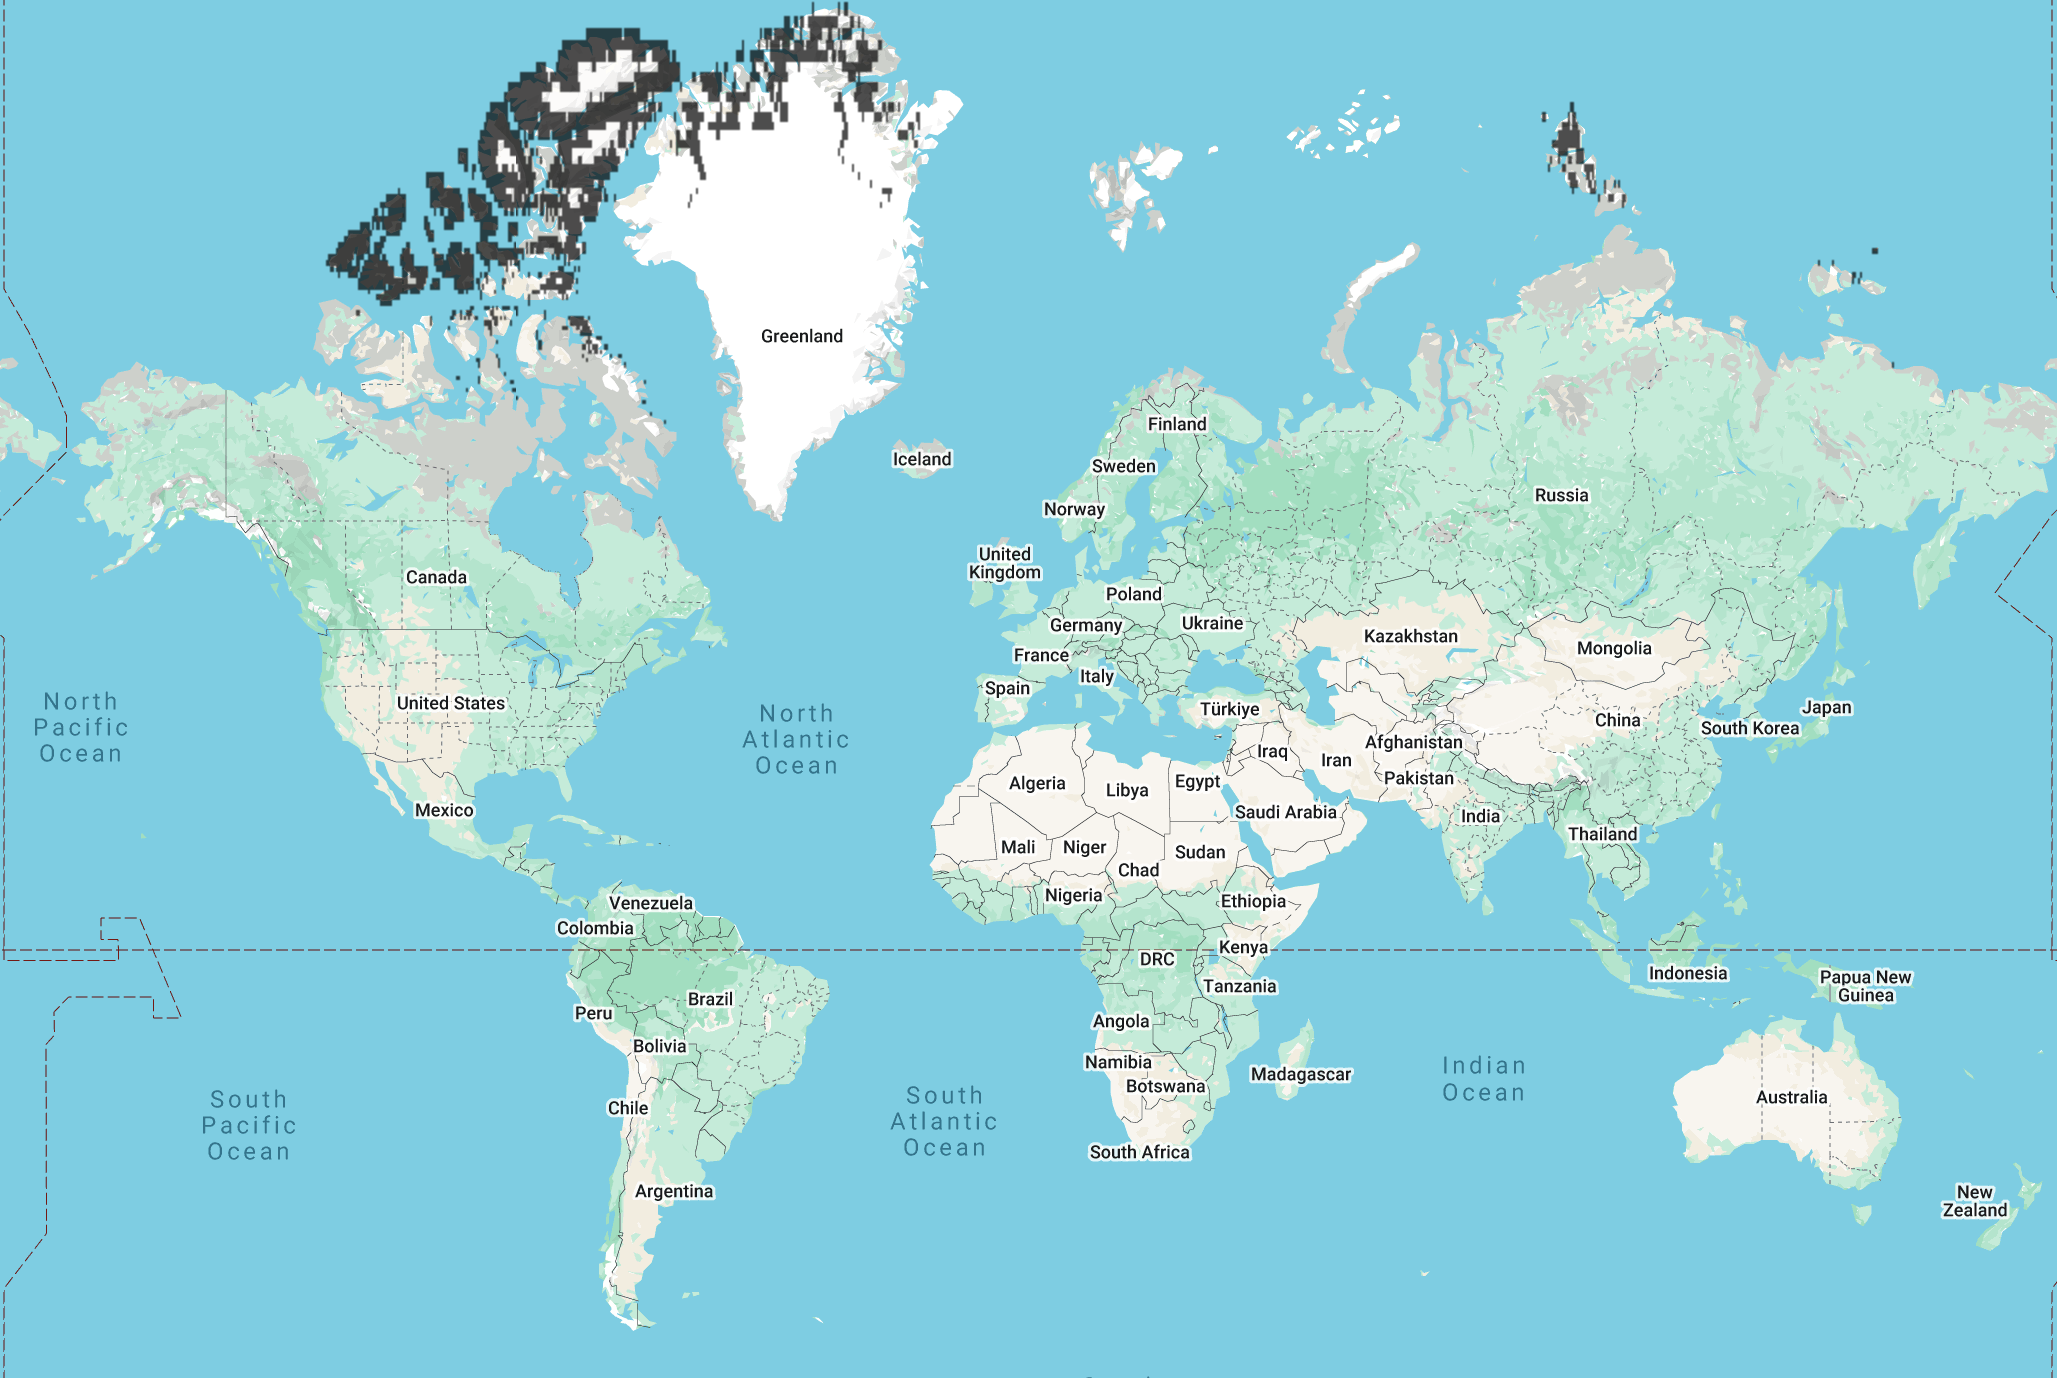 Greenland
Finland
Iceland
Sweden
Russia
Norway
United
Kingdom
Canada
Poland
Germany
Ukraine
Kazakhstan
Mongolia
France
Italy
Spain
United States
Türkiye
China
Japan
South Korea
North
Pacific
Ocean
North
Atlantic
Ocean
Iraq
Iran
Afghanistan
Pakistan
Algeria
Libya
Egypt
Saudi Arabia
India
Mexico
Thailand
Mali
Niger
Chad
Sudan
Nigeria
Ethiopia
Venezuela
Colombia
Kenya
DRC
Indonesia
Papua New
Guinea
Tanzania
Brazil
Peru
Angola
Bolivia
Namibia
Botswana
Madagascar
Indian
Ocean
Australia
Chile
South
Pacific
Ocean
South
Atlantic
Ocean
South Africa
Argentina
New
Zealand